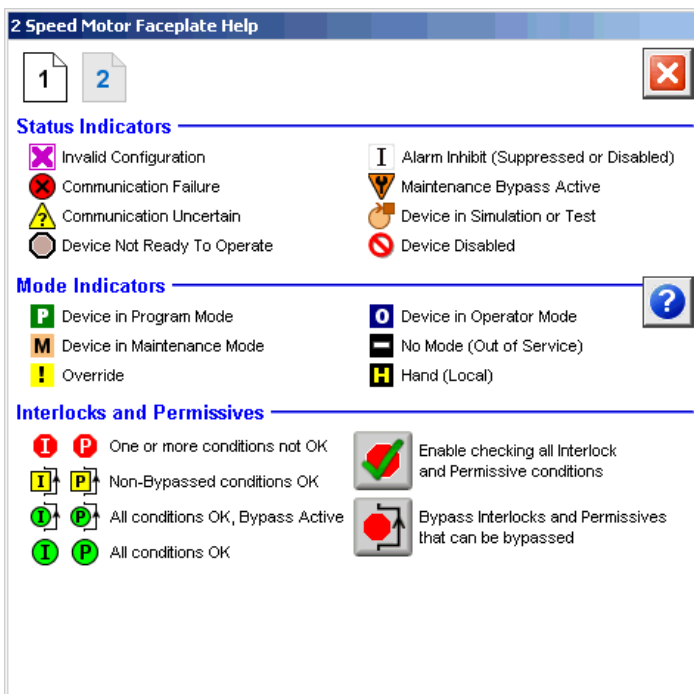 2 Speed Motor Faceplate Help
1 2
Status Indicators
Invalid Configuration
I Alarm Inhibit (Suppressed or Disabled)
Communication Failure
Maintenance Bypass Active
? Communication Uncertain
Device in Simulation or Test
Device Not Ready To Operate
Device Disabled
Mode Indicators
?
P Device in Program Mode
O Device in Operator Mode
M Device in Maintenance Mode
No Mode (Out of Service)
! Override
H Hand (Local)
Interlocks and Permissives
I P One or more conditions not OK
I P Non-Bypassed conditions OK
I P All conditions OK, Bypass Active
I P All conditions OK
Enable checking all Interlock
and Permissive conditions
Bypass Interlocks and Permissives
that can be bypassed